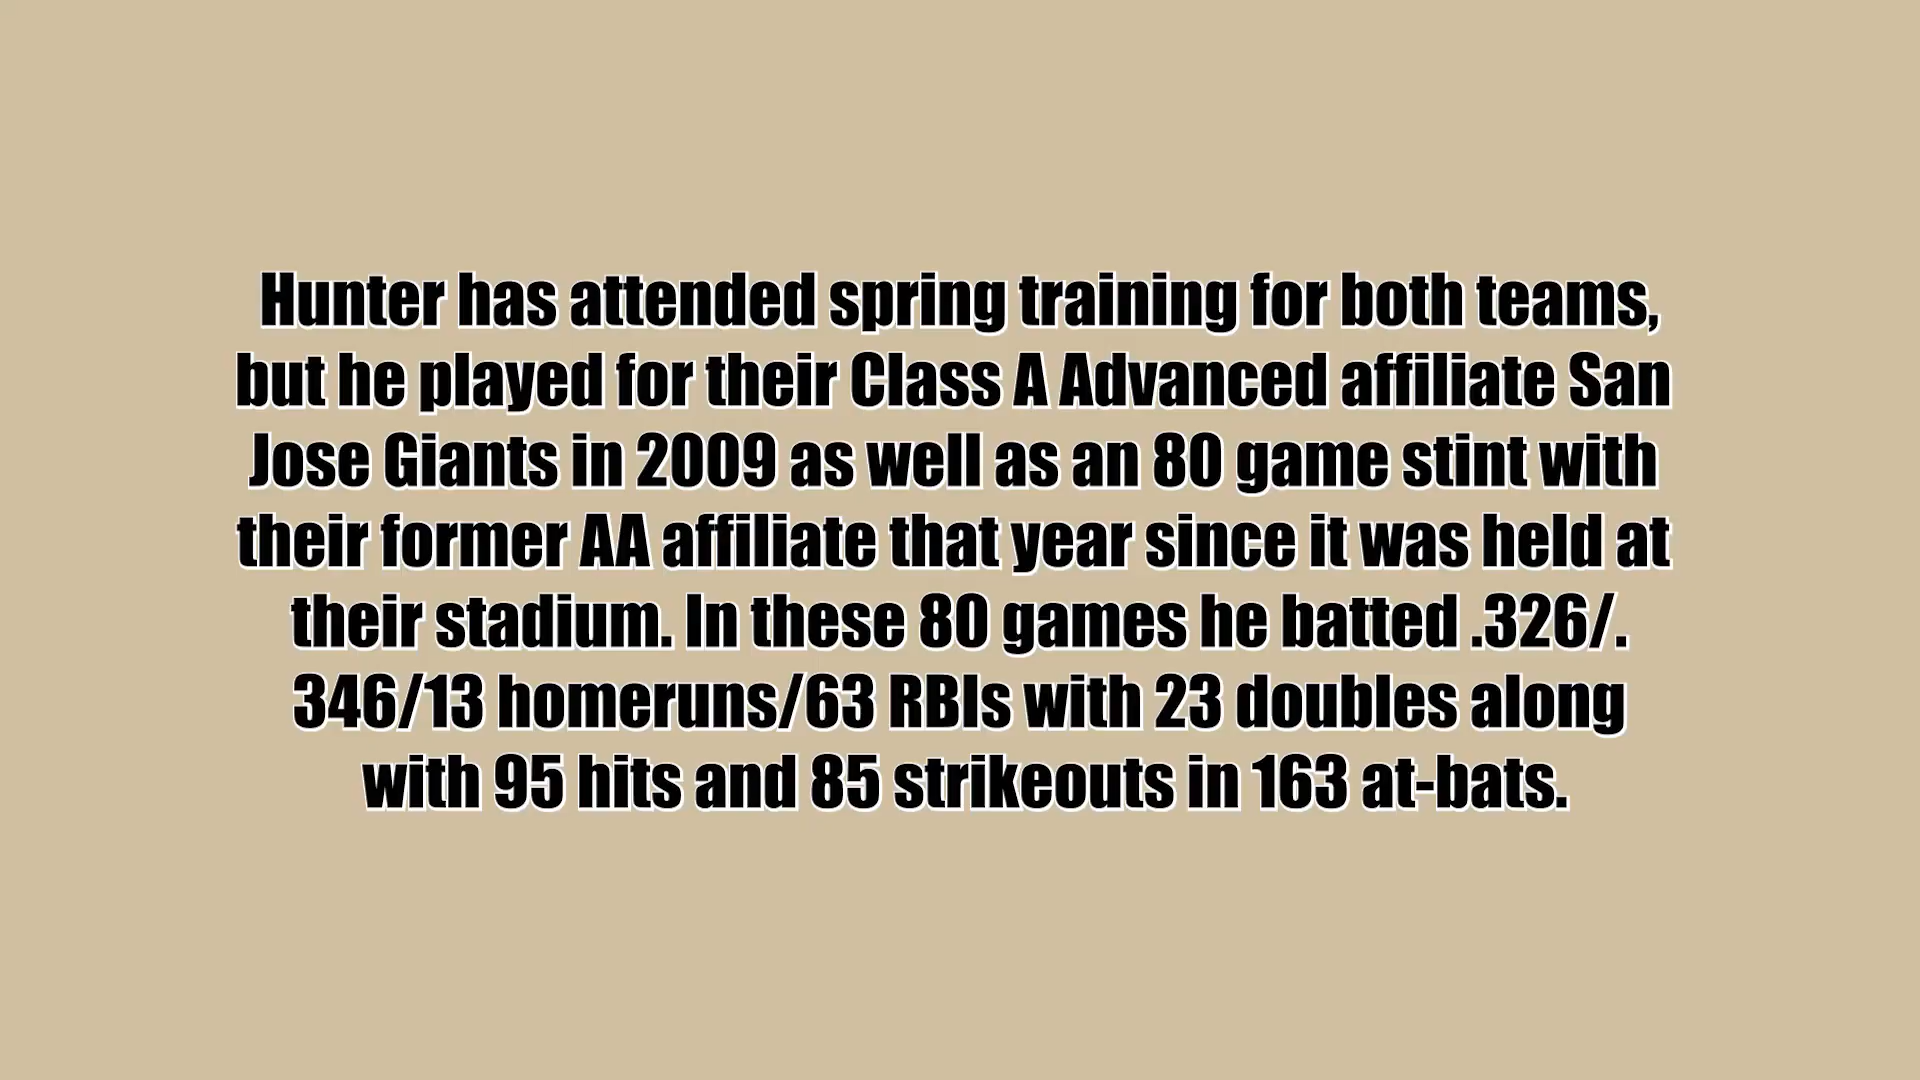 Hunter has attended spring training for both teams,
but he played for their Class A Advanced affiliate San
Jose Giants in 2009 as well as an 80 game stint with
their former AA affiliate that year since it was held at
their stadium. In these 80 games he batted .326/.
346/13 homeruns/63 RBIs with 23 doubles along
with 95 hits and 85 strikeouts in 163 at-bats.